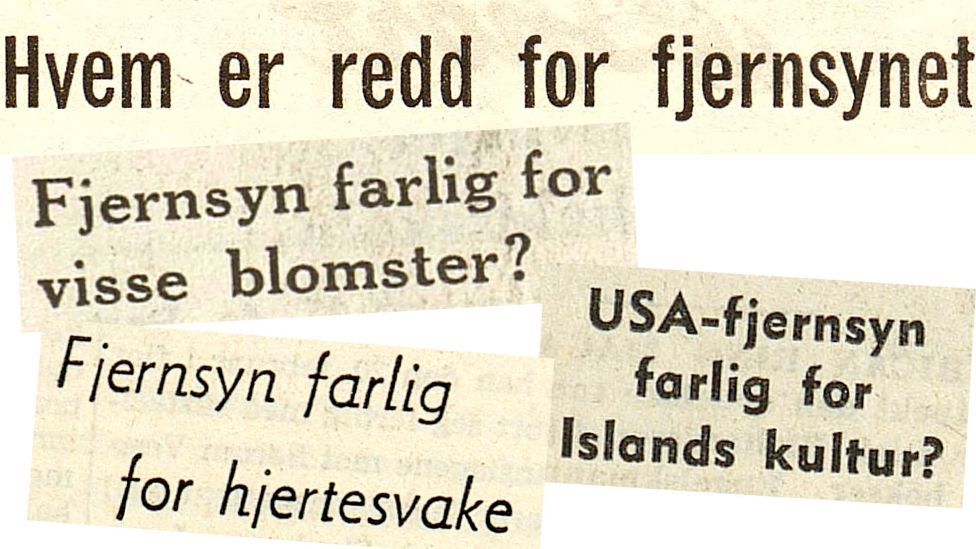 Hvem er redd for fjernsynet
Fjernsyn farlig for
visse blomster?
USA-fjernsyn
farlig for
Islands kultur?
Fjernsyn farlig
for hjertesvake